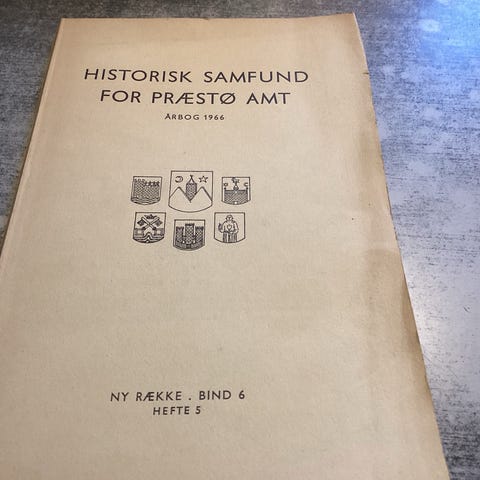 HISTORISK SAMFUND
FOR PRÆSTØ AMT
ÅRBOG 1966
NY RÆKKE . BIND 6
HEFTE 5